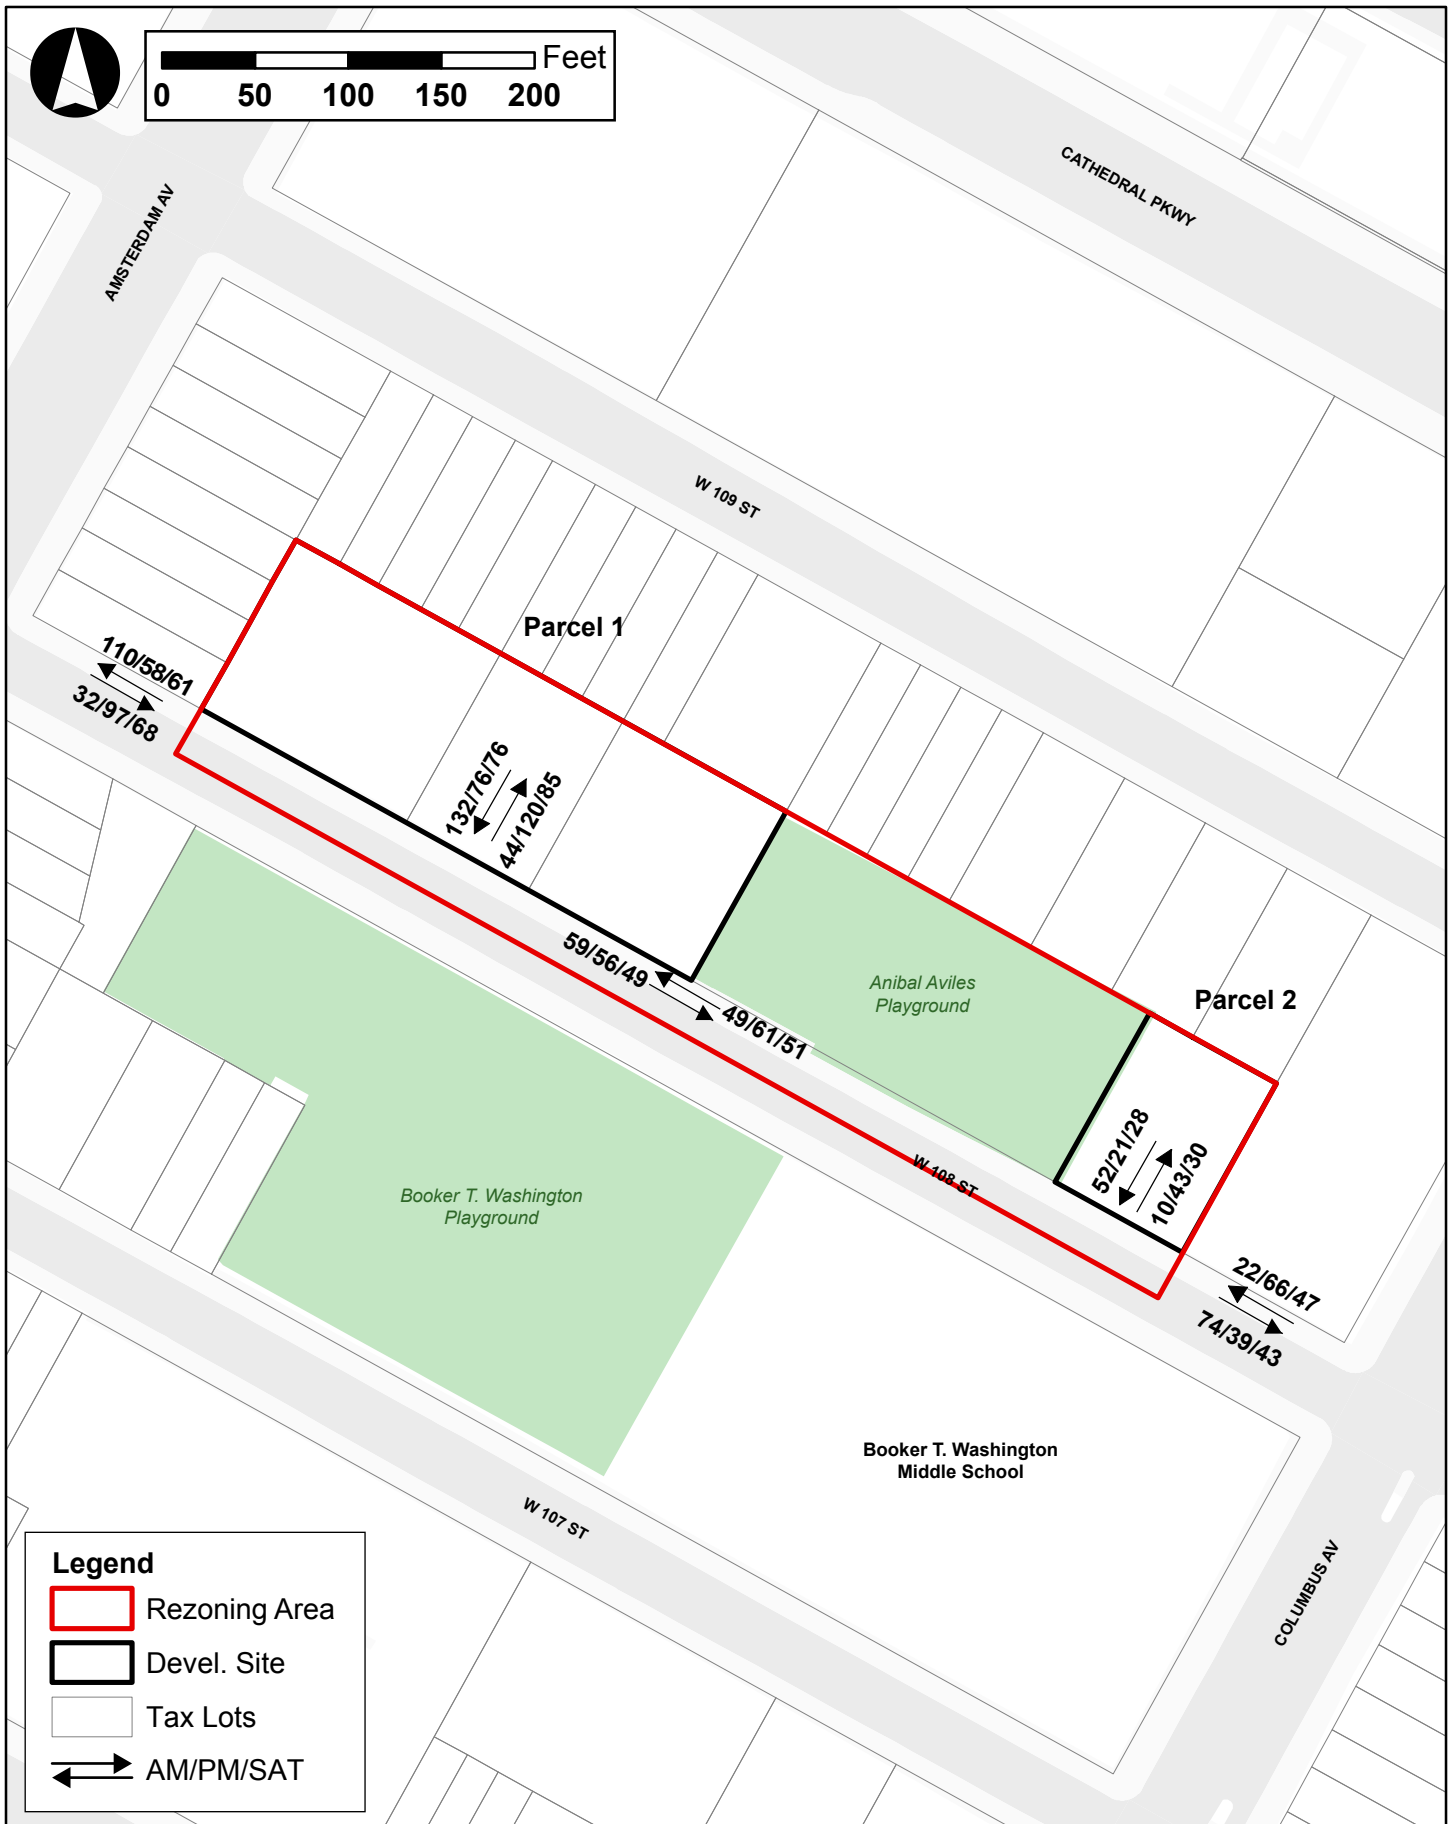 Feet
0 50 100 150 200
CATHEDRAL PKWY
AMSTERDAM AV
W 109 ST
Parcel 1
110/58/61
32/97/68
132/76/76
44/120/85
59/56/49
49/61/51
Anibal Aviles
Playground
Parcel 2
52/21/28
10/43/30
W 108 ST
Booker T. Washington
Playground
22/66/47
74/39/43
Booker T. Washington
Middle School
W 107 ST
COLUMBUS AV
Legend
Rezoning Area
Devel. Site
Tax Lots
AM/PM/SAT